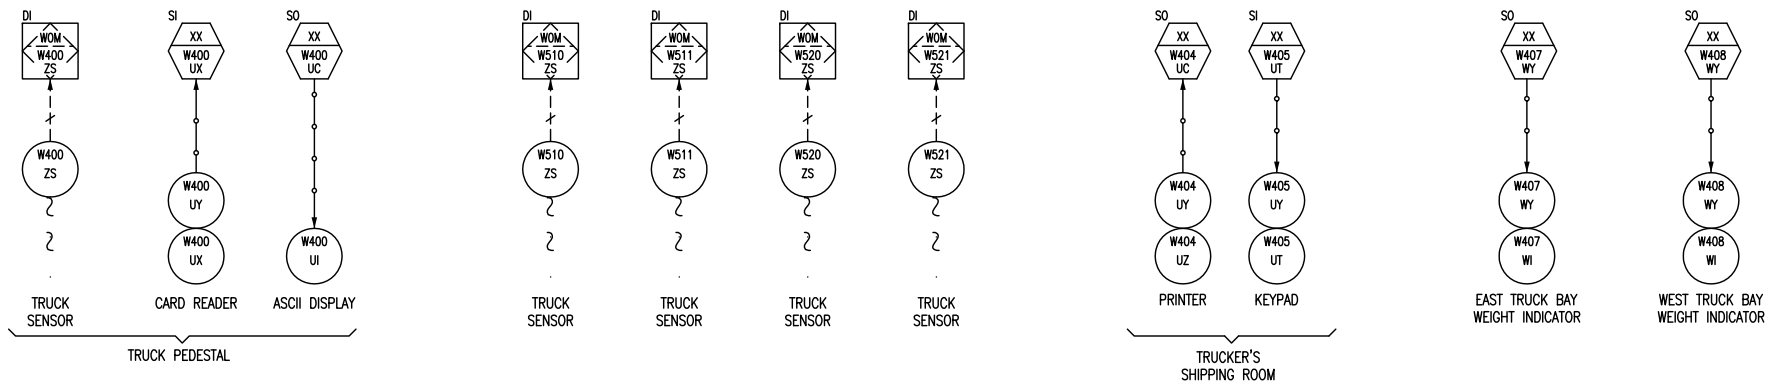 DI
WOM
W400
ZS
W400
ZS
TRUCK
SENSOR
SI
XX
W400
UX
W400
UY
W400
UX
CARD READER
SO
XX
W400
UC
W400
UI
ASCII DISPLAY
TRUCK PEDESTAL
DI
WOM
W510
ZS
W510
ZS
TRUCK
SENSOR
DI
WOM
W511
ZS
W511
ZS
TRUCK
SENSOR
DI
WOM
W520
ZS
W520
ZS
TRUCK
SENSOR
DI
WOM
W521
ZS
W521
ZS
TRUCK
SENSOR
SO
XX
W404
UC
W404
UY
W404
UZ
PRINTER
SI
XX
W405
UT
W405
UY
W405
UT
KEYPAD
TRUCKER'S
SHIPPING ROOM
SO
XX
W407
WY
W407
WY
W407
WI
EAST TRUCK BAY
WEIGHT INDICATOR
SO
XX
W408
WY
W408
WY
W408
WI
WEST TRUCK BAY
WEIGHT INDICATOR